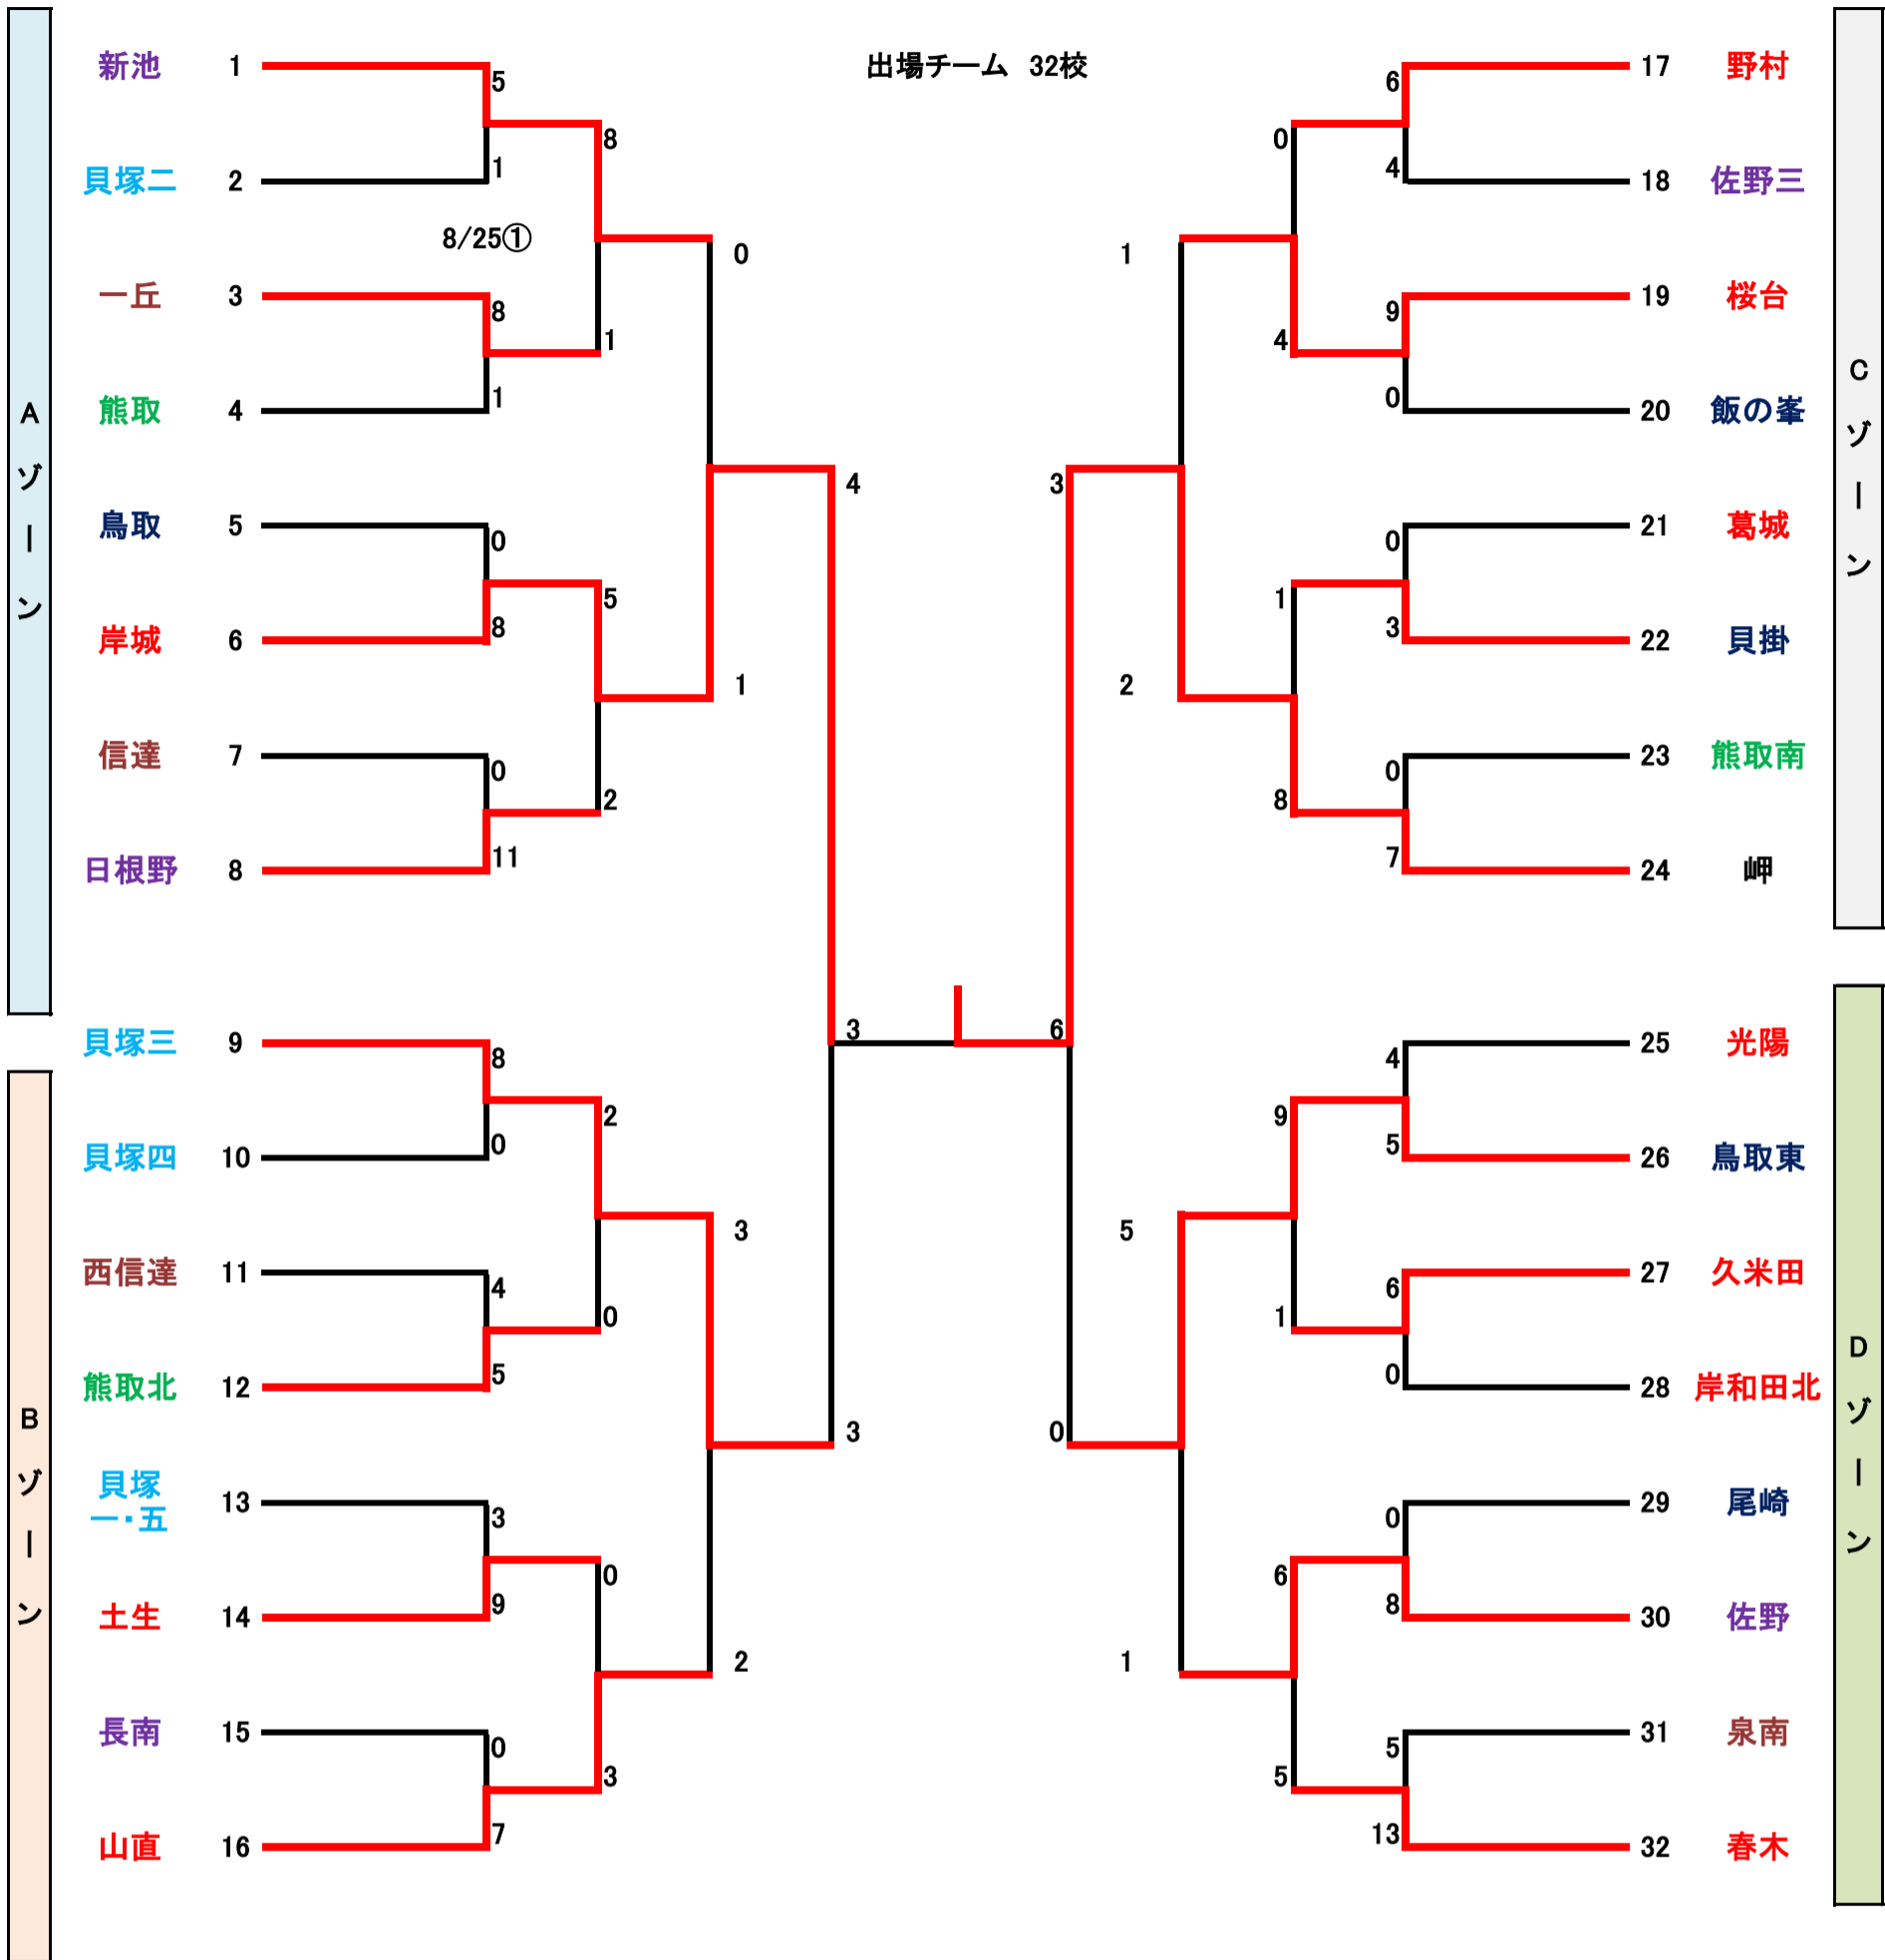 出場チーム 32校
Aゾーン
新池 1
5
8
1
貝塚二 2
8/25①
0
一丘 3
8
1
1
熊取 4
4
鳥取 5
0
5
8
岸城 6
1
信達 7
0
2
11
日根野 8
3
Bゾーン
貝塚三 9
8
2
0
貝塚四 10
3
西信達 11
4
0
5
熊取北 12
3
貝塚
一・五
13
3
0
9
土生 14
2
長南 15
0
3
7
山直 16
Cゾーン
17 野村
6
0
4
18 佐野三
1
19 桜台
9
4
0
20 飯の峯
3
21 葛城
0
1
3
22 貝掛
2
23 熊取南
0
8
7
24 岬
6
Dゾーン
25 光陽
4
9
5
26 鳥取東
5
27 久米田
6
1
0
28 岸和田北
0
29 尾崎
0
6
8
30 佐野
1
31 泉南
5
5
13
32 春木